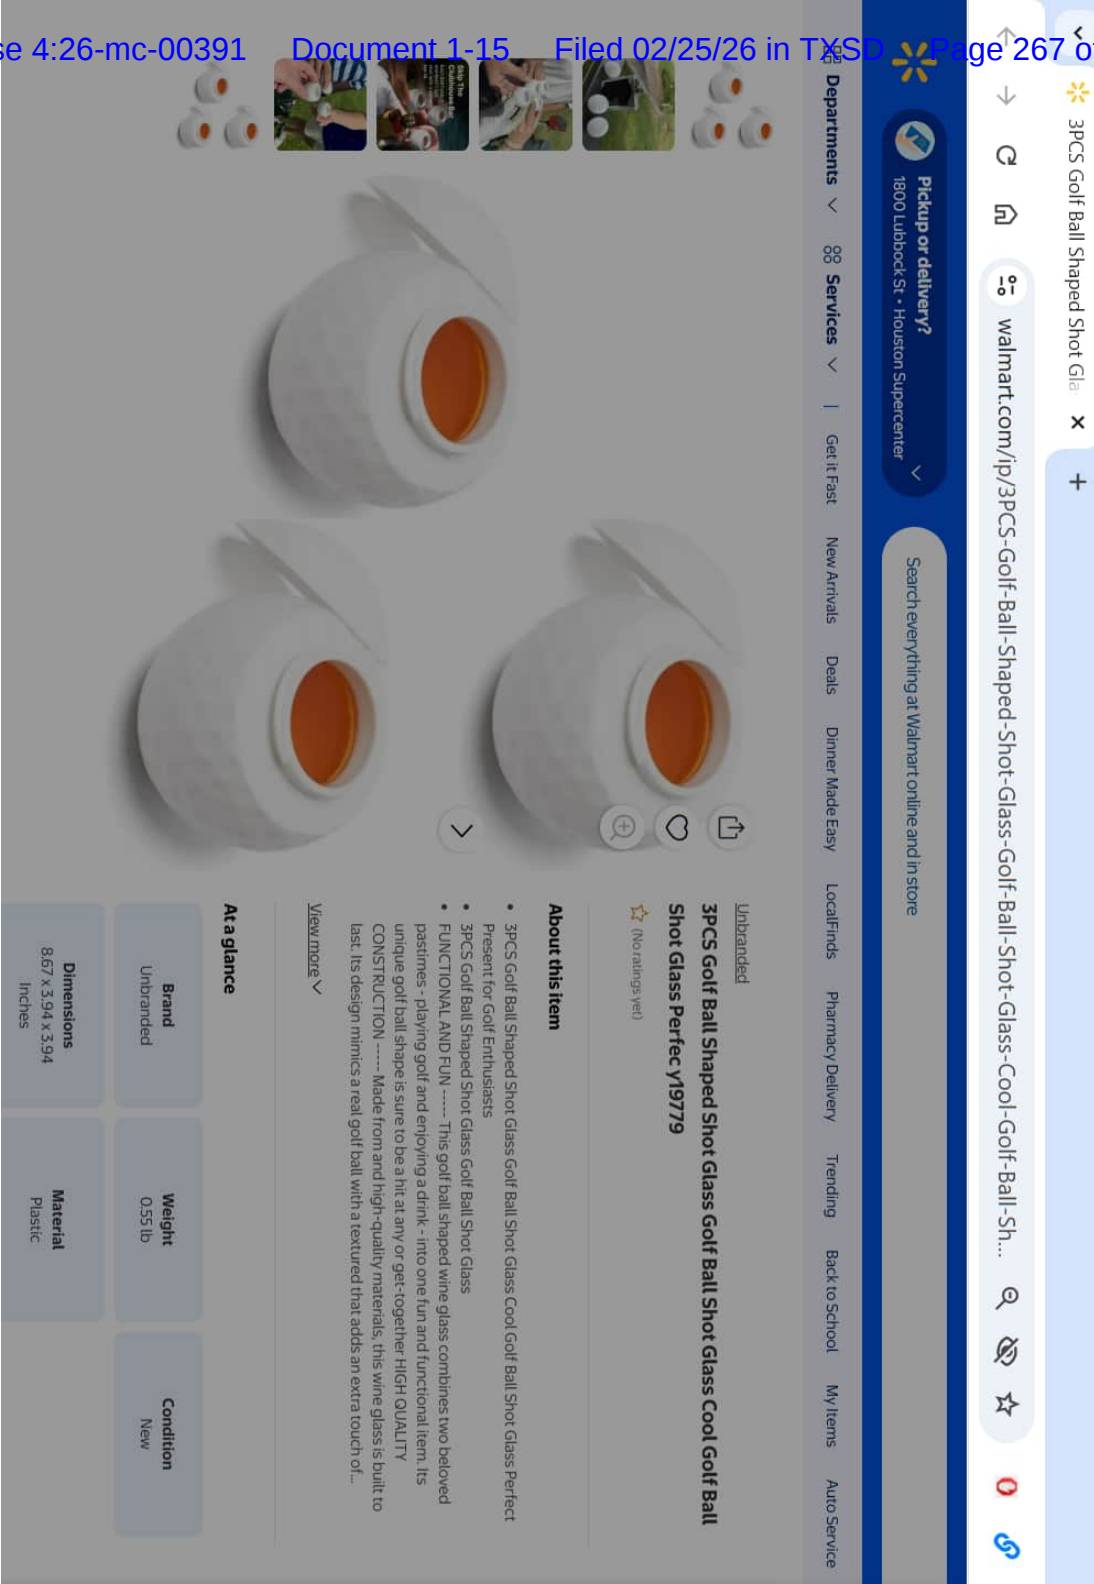 se 4:26-mc-00391 Document 1-15 Filed 02/25/26 in TXSD Page 267 o
3PCS Golf Ball Shaped Shot Gla
walmart.com/ip/3PCS-Golf-Ball-Shaped-Shot-Glass-Golf-Ball-Shot-Glass-Cool-Golf-Ball-Sh...
Pickup or delivery?
1800 Lubbock St • Houston Supercenter
Search everything at Walmart online and in store
Departments
Services
Get it Fast
New Arrivals
Deals
Dinner Made Easy
LocalFinds
Pharmacy Delivery
Trending
Back to School
My Items
Auto Service
Skip The
Clubhouse Bar
Unbranded
3PCS Golf Ball Shaped Shot Glass Golf Ball Shot Glass Cool Golf Ball
Shot Glass Perfec y19779
(No ratings yet)
About this item
• 3PCS Golf Ball Shaped Shot Glass Golf Ball Shot Glass Cool Golf Ball Shot Glass Perfect
Present for Golf Enthusiasts
• 3PCS Golf Ball Shaped Shot Glass Golf Ball Shot Glass
• FUNCTIONAL AND FUN ----- This golf ball shaped wine glass combines two beloved
pastimes - playing golf and enjoying a drink - into one fun and functional item. Its
unique golf ball shape is sure to be a hit at any or get-together HIGH QUALITY
CONSTRUCTION ----- Made from and high-quality materials, this wine glass is built to
last. Its design mimics a real golf ball with a textured that adds an extra touch of...
View more
At a glance
Brand
Unbranded
Weight
0.55 lb
Condition
New
Dimensions
8.67 x 3.94 x 3.94
Inches
Material
Plastic